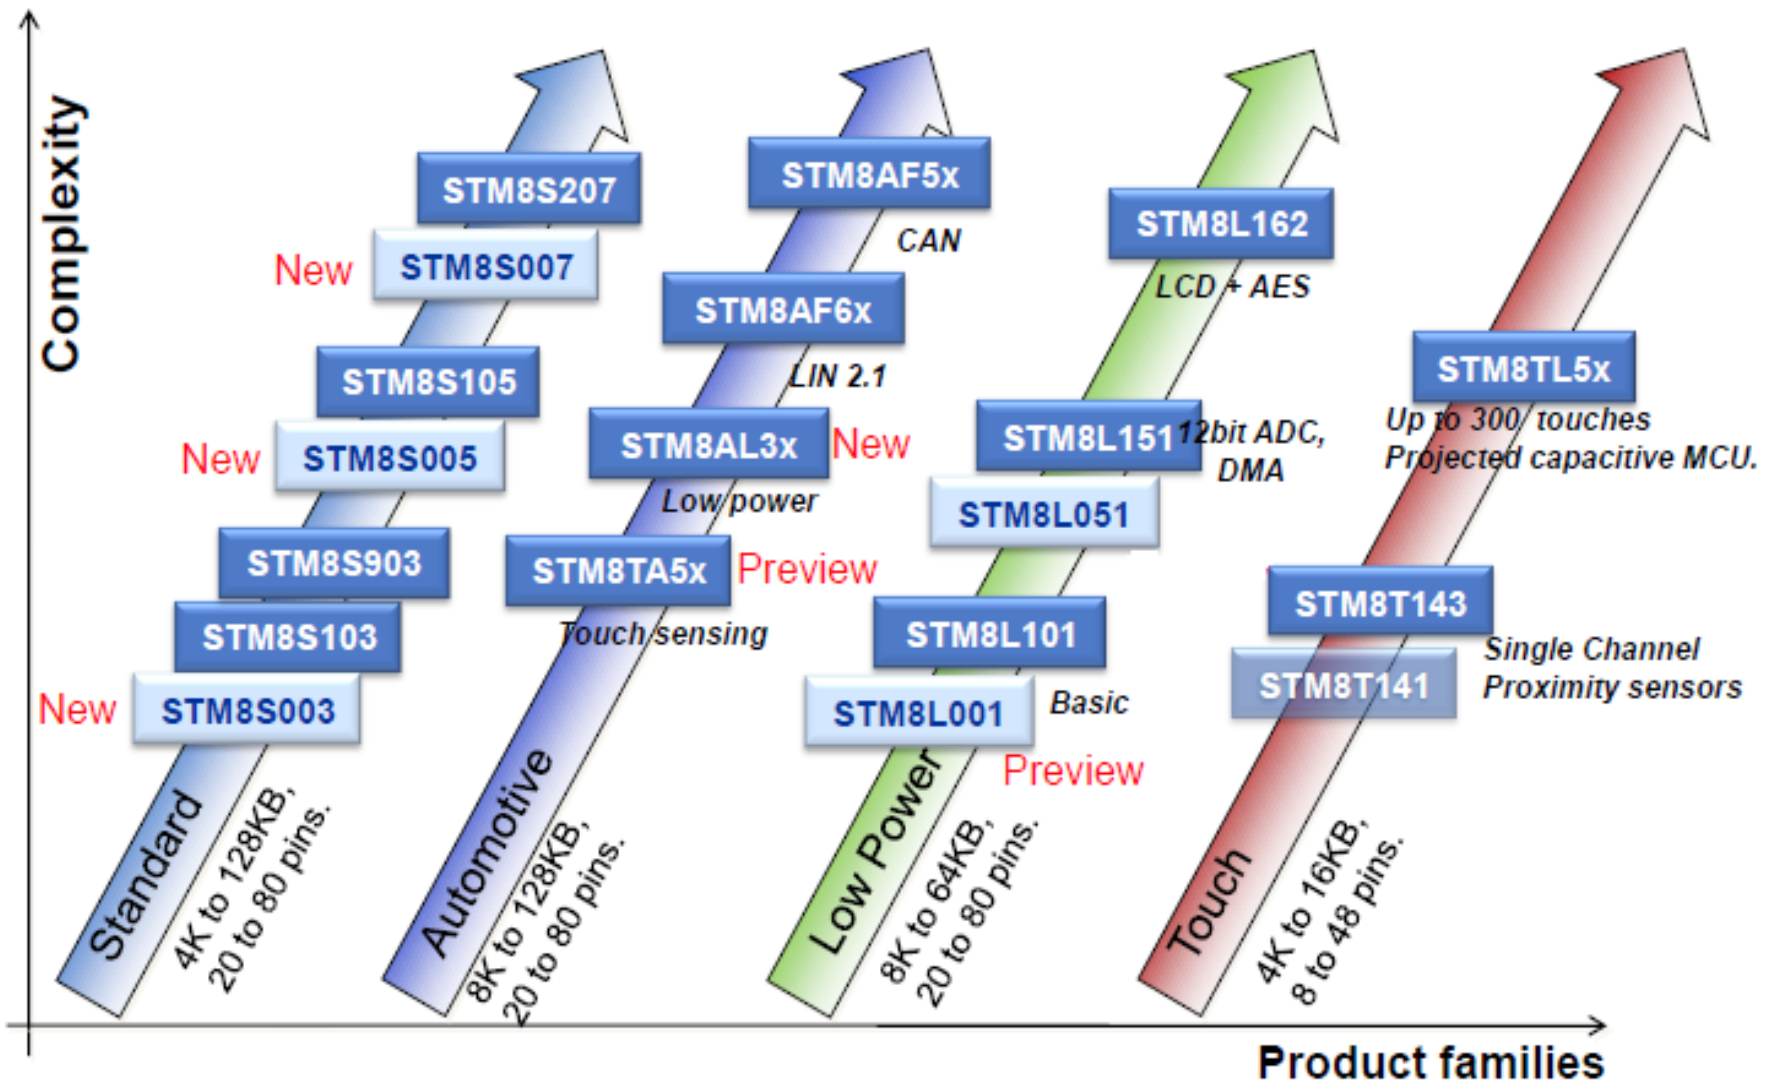 Complexity
STM8S207
New
STM8S007
STM8S105
New
STM8S005
STM8S903
STM8S103
New
STM8S003
Standard
4K to 128KB,
20 to 80 pins.
STM8AF5x
CAN
STM8AF6x
LIN 2.1
STM8AL3x
New
Low power
STM8TA5x
Preview
Touch sensing
Automotive
8K to 128KB,
20 to 80 pins.
STM8L162
LCD + AES
STM8L151
12bit ADC,
DMA
STM8L051
STM8L101
STM8L001
Basic
Preview
Low Power
8K to 64KB,
20 to 80 pins.
STM8TL5x
Up to 300 touches
Projected capacitive MCU.
STM8T143
STM8T141
Single Channel
Proximity sensors
Touch
4K to 16KB,
8 to 48 pins.
Product families